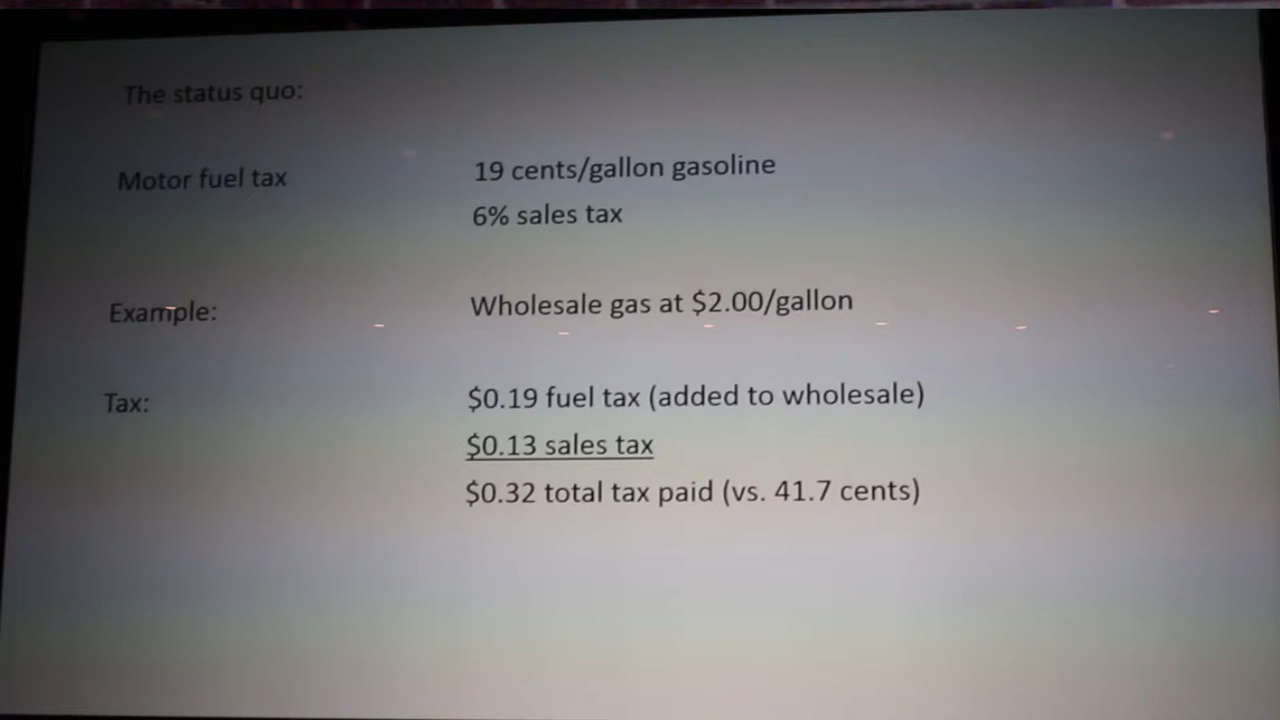 The status quo:
Motor fuel tax
19 cents/gallon gasoline
6% sales tax
Example:
Wholesale gas at $2.00/gallon
Tax:
$0.19 fuel tax (added to wholesale)
$0.13 sales tax
$0.32 total tax paid (vs. 41.7 cents)